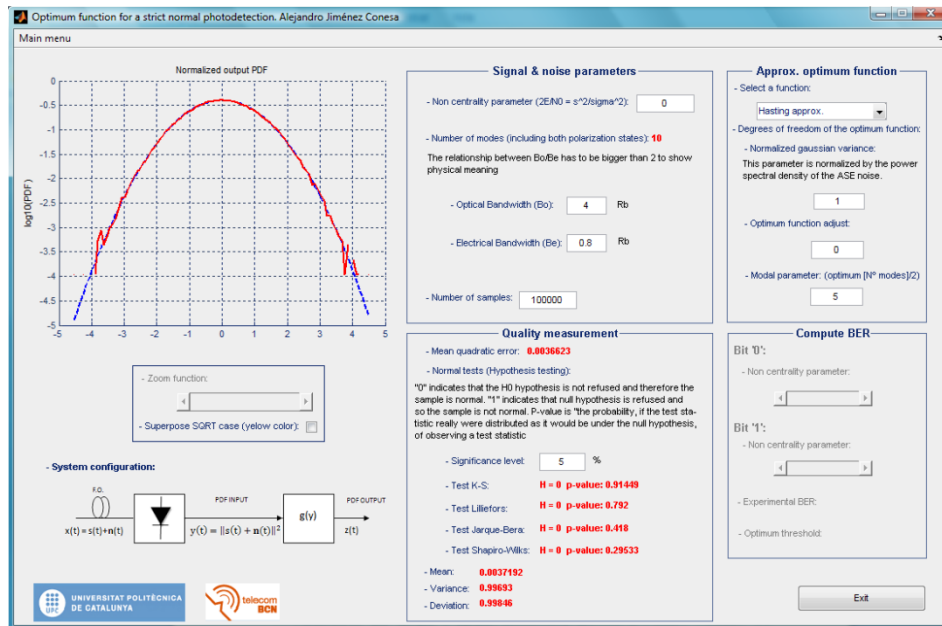 Optimum function for a strict normal photodetection. Alejandro Jiménez Conesa
Main menu
Normalized output PDF
log10(PDF)
0
-0.5
-1
-1.5
-2
-2.5
-3
-3.5
-4
-4.5
-5
-5 -4 -3 -2 -1 0 1 2 3 4 5
- Zoom function:
- Superpose SQRT case (yelow color):
- System configuration:
F.O.
x(t) = s(t)+n(t)
PDF INPUT
y(t) = ||s(t) + n(t)||²
g(y)
PDF OUTPUT
z(t)
UPC
UNIVERSITAT POLITÈCNICA
DE CATALUNYA
telecom
BCN
Signal & noise parameters
- Non centrality parameter (2E/N0 = s^2/sigma^2): 0
- Number of modes (including both polarization states): 10
The relationship between Bo/Be has to be bigger than 2 to show
physical meaning
- Optical Bandwidth (Bo): 4 Rb
- Electrical Bandwidth (Be): 0.8 Rb
- Number of samples: 100000
Quality measurement
- Mean quadratic error: 0.0036623
- Normal tests (Hypothesis testing):
"0" indicates that the H0 hypothesis is not refused and therefore the
sample is normal. "1" indicates that null hypothesis is refused and
so the sample is not normal. P-value is "the probability, if the test sta-
tistic really were distributed as it would be under the null hypothesis,
of observing a test statistic
- Significance level: 5 %
- Test K-S: H = 0 p-value: 0.91449
- Test Lilliefors: H = 0 p-value: 0.792
- Test Jarque-Bera: H = 0 p-value: 0.418
- Test Shapiro-Wilks: H = 0 p-value: 0.29533
- Mean: 0.0037192
- Variance: 0.99693
- Deviation: 0.99846
Approx. optimum function
- Select a function:
Hasting approx.
- Degrees of freedom of the optimum function:
- Normalized gaussian variance:
This parameter is normalized by the power
spectral density of the ASE noise.
1
- Optimum function adjust:
0
- Modal parameter: (optimum [Nº modes]/2)
5
Compute BER
Bit '0':
- Non centrality parameter:
Bit '1':
- Non centrality parameter:
- Experimental BER:
- Optimum threshold:
Exit